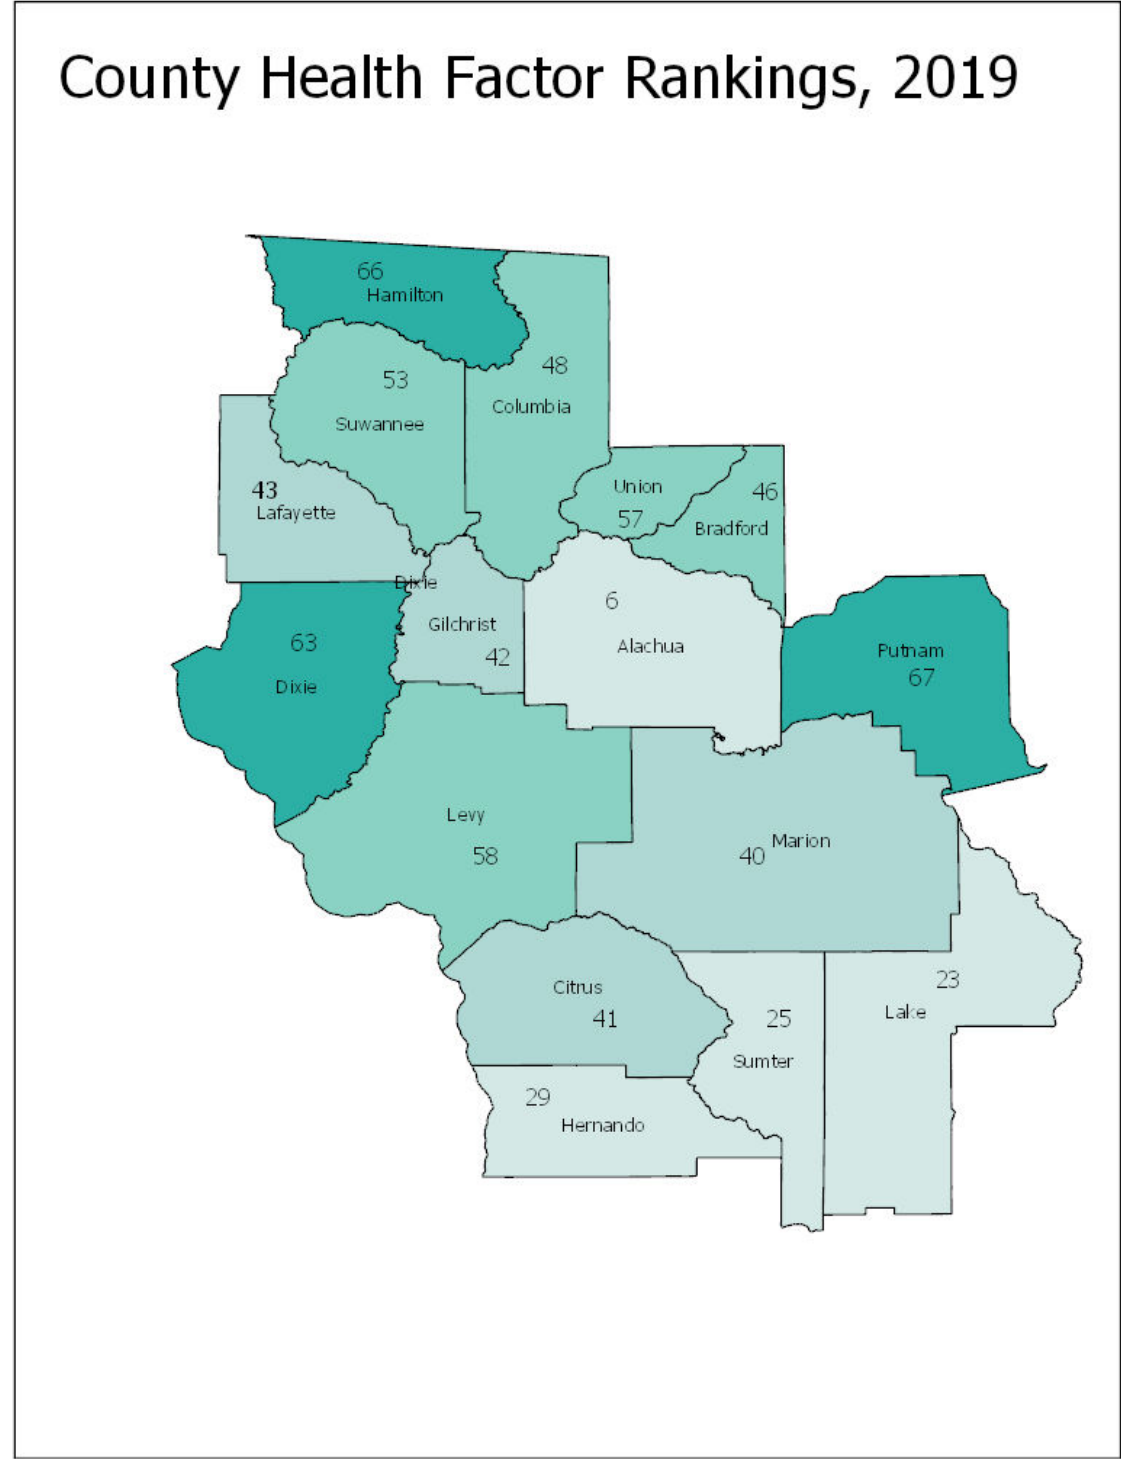 County Health Factor Rankings, 2019
66
Hamilton
48
53
Columbia
Suwannee
Union
43
46
Lafayette
57
Bradford
Dixie
6
Gilchrist
63
Alachua
42
Putnam
67
Dixie
Levy
58
Marion
40
Citrus
23
41
25
Lake
Sumter
29
Hernando